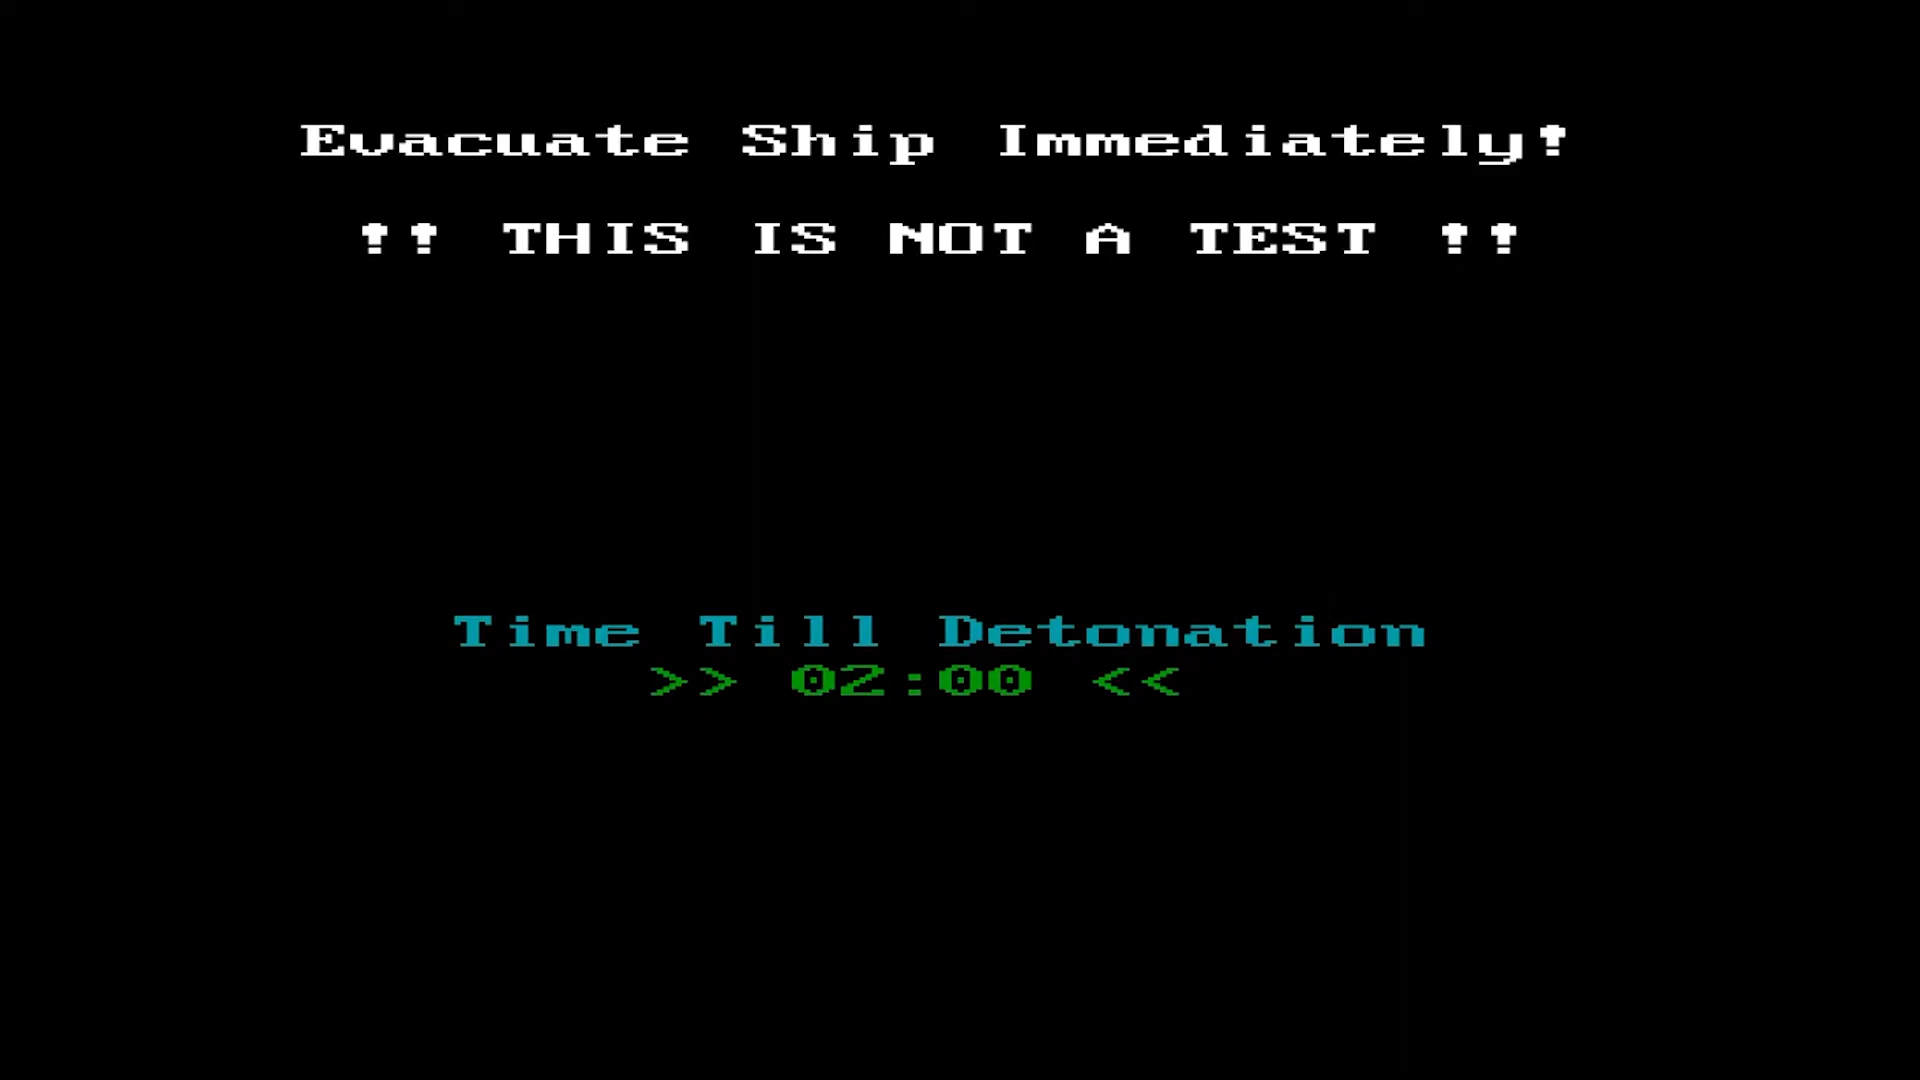 Evacuate Ship Immediately!
!! THIS IS NOT A TEST !!
Time Till Detonation
>> 02:00 <<